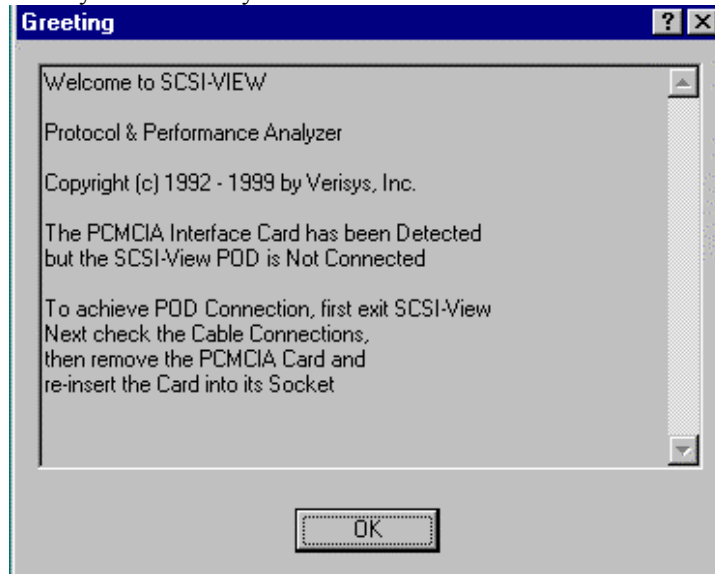 Greeting
Welcome to SCSI-VIEW
Protocol & Performance Analyzer
Copyright (c) 1992 - 1999 by Verisys, Inc.
The PCMCIA Interface Card has been Detected
but the SCSI-View POD is Not Connected
To achieve POD Connection, first exit SCSI-View
Next check the Cable Connections,
then remove the PCMCIA Card and
re-insert the Card into its Socket
OK